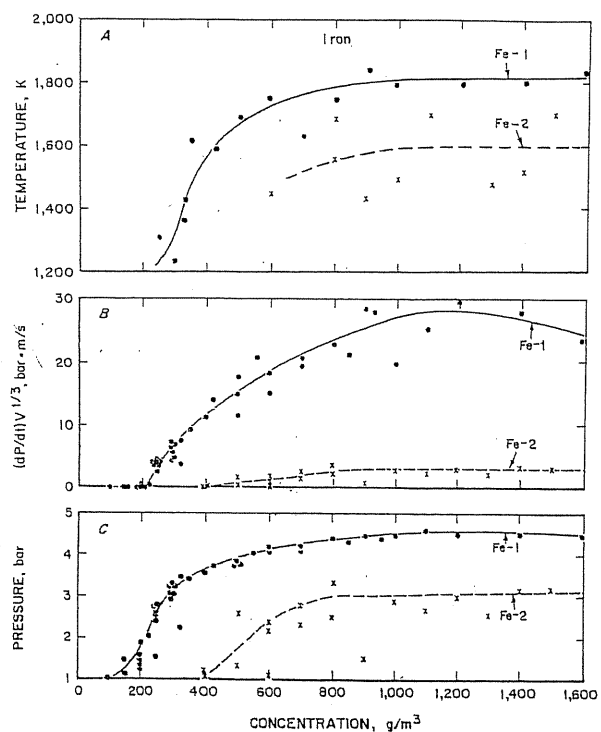 2,000
A
Iron
Fe-1
1,800
Fe-2
1,600
1,400
1,200
TEMPERATURE, K
30
B
Fe-1
20
10
Fe-2
0
(dP/dt) V^1/3, bar·m/s
5
C
Fe-1
4
3
Fe-2
2
1
PRESSURE, bar
0 200 400 600 800 1,000 1,200 1,400 1,600
CONCENTRATION, g/m³